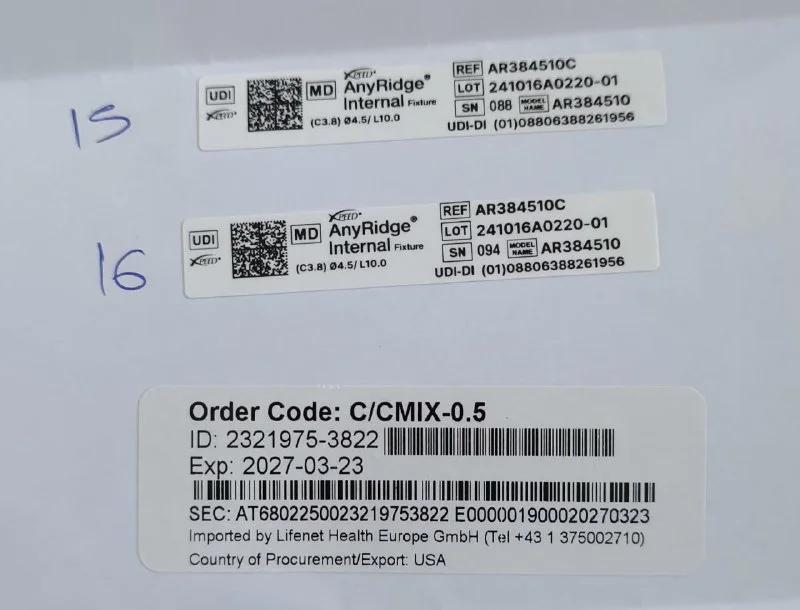 15
UDI
XPEED®
MD
XPEED®
AnyRidge®
Internal Fixture
(C3.8) Ø4.5/ L10.0
REF AR384510C
LOT 241016A0220-01
SN 088 MODEL NAME AR384510
UDI-DI (01)08806388261956
16
UDI
XPEED®
MD
XPEED®
AnyRidge®
Internal Fixture
(C3.8) Ø4.5/ L10.0
REF AR384510C
LOT 241016A0220-01
SN 094 MODEL NAME AR384510
UDI-DI (01)08806388261956
Order Code: C/CMIX-0.5
ID: 2321975-3822
Exp: 2027-03-23
SEC: AT6802250023219753822 E000001900020270323
Imported by Lifenet Health Europe GmbH (Tel +43 1 375002710)
Country of Procurement/Export: USA